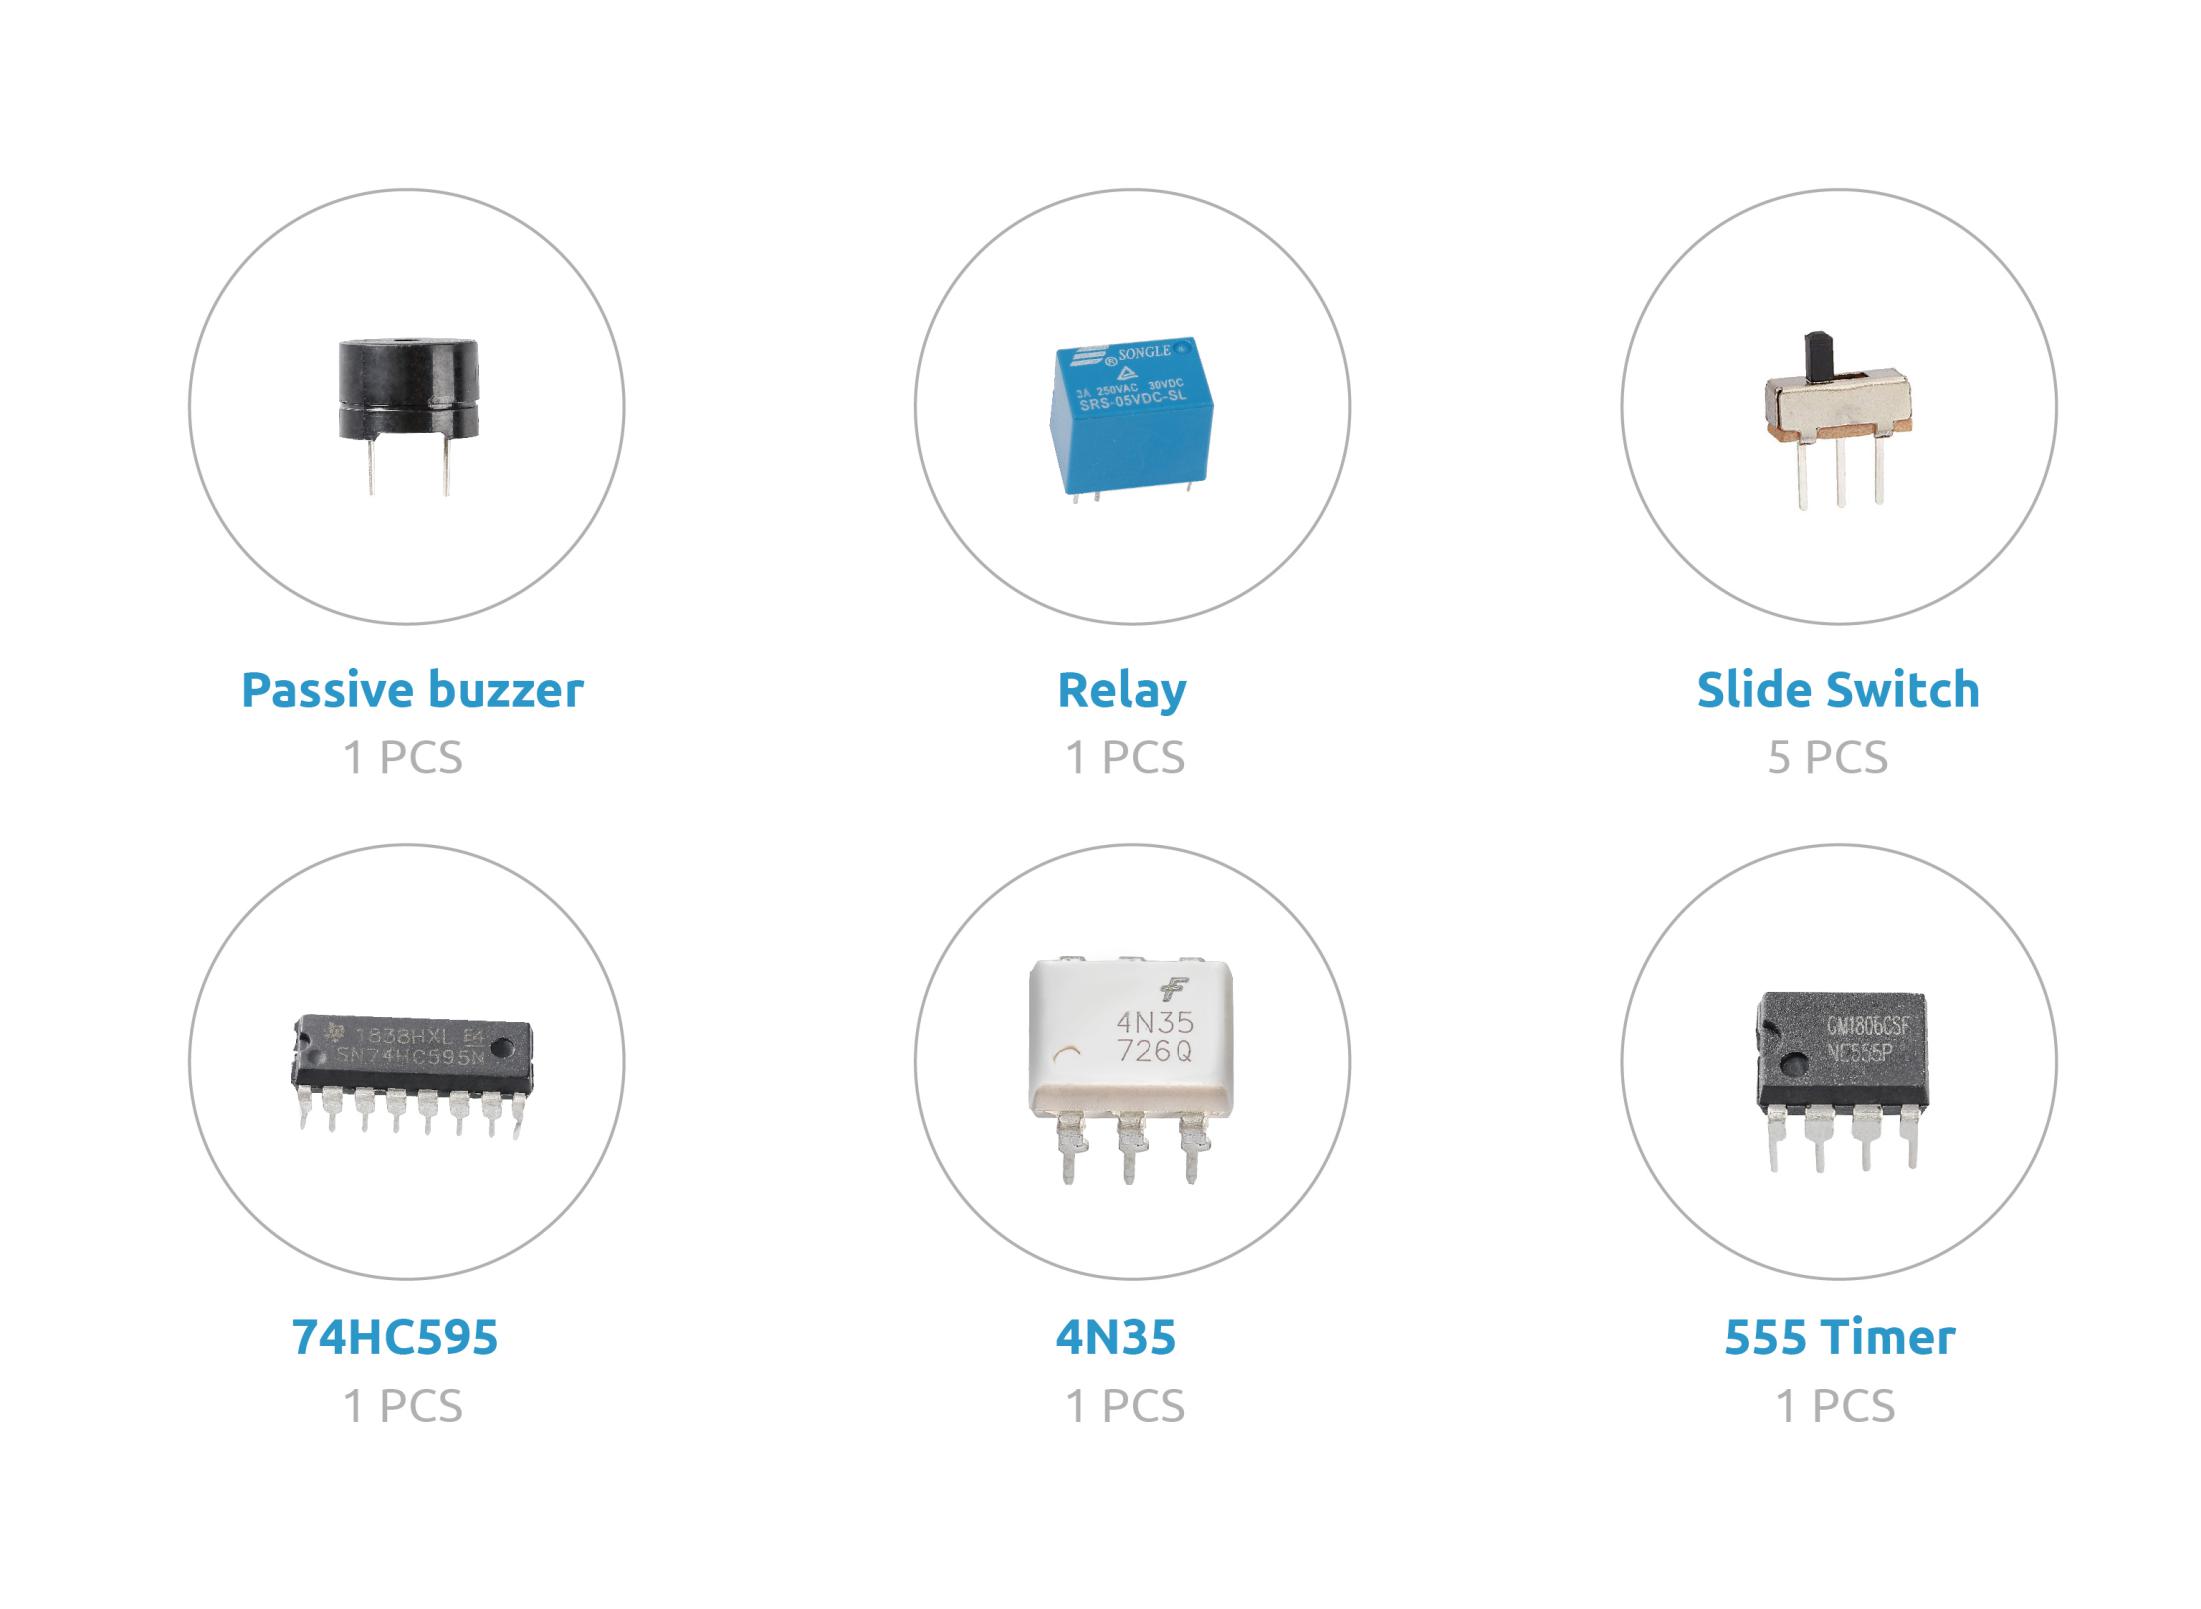 ® SONGLE
3A 250VAC 30VDC
SRS-05VDC-SL
Passive buzzer
1 PCS
Relay
1 PCS
Slide Switch
5 PCS
1838HXL E4
SN74HC595N
4N35
726Q
GM1806CSF
NE555P
74HC595
1 PCS
4N35
1 PCS
555 Timer
1 PCS